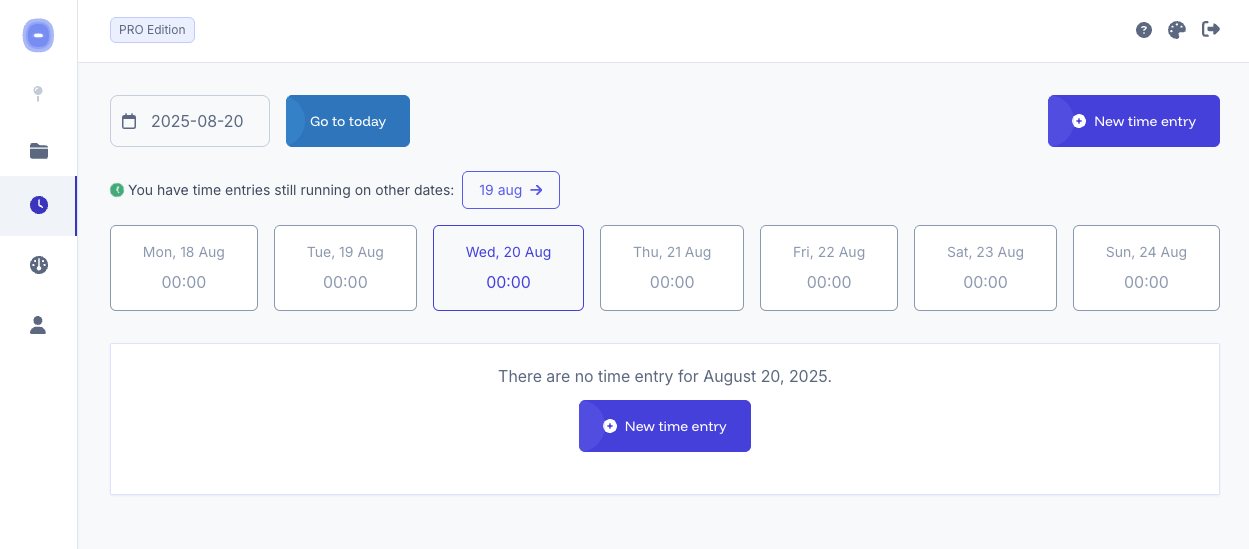 PRO Edition
2025-08-20
Go to today
New time entry
You have time entries still running on other dates:
19 aug
Mon, 18 Aug
00:00
Tue, 19 Aug
00:00
Wed, 20 Aug
00:00
Thu, 21 Aug
00:00
Fri, 22 Aug
00:00
Sat, 23 Aug
00:00
Sun, 24 Aug
00:00
There are no time entry for August 20, 2025.
New time entry